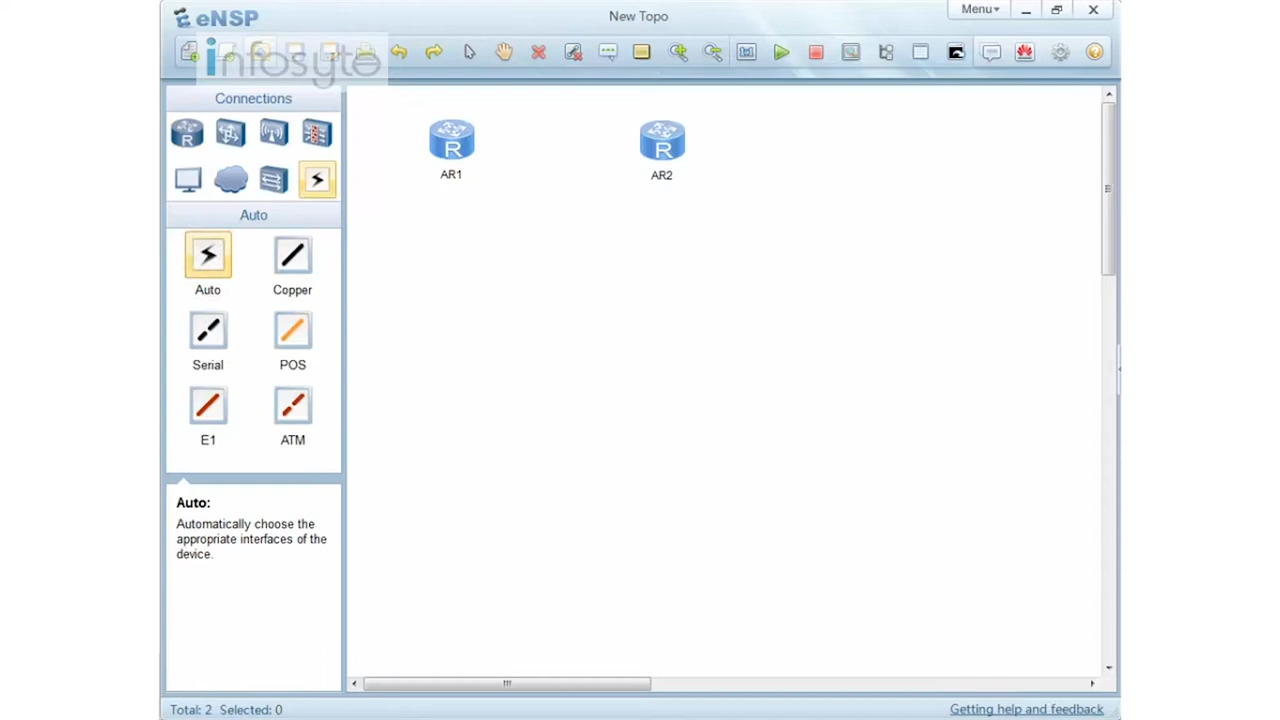 eNSP
New Topo
Menu
infosyte
Connections
R
R
AR1
R
AR2
Auto
Auto
Copper
Serial
POS
E1
ATM
Auto:
Automatically choose the
appropriate interfaces of the
device.
Total: 2 Selected: 0
Getting help and feedback